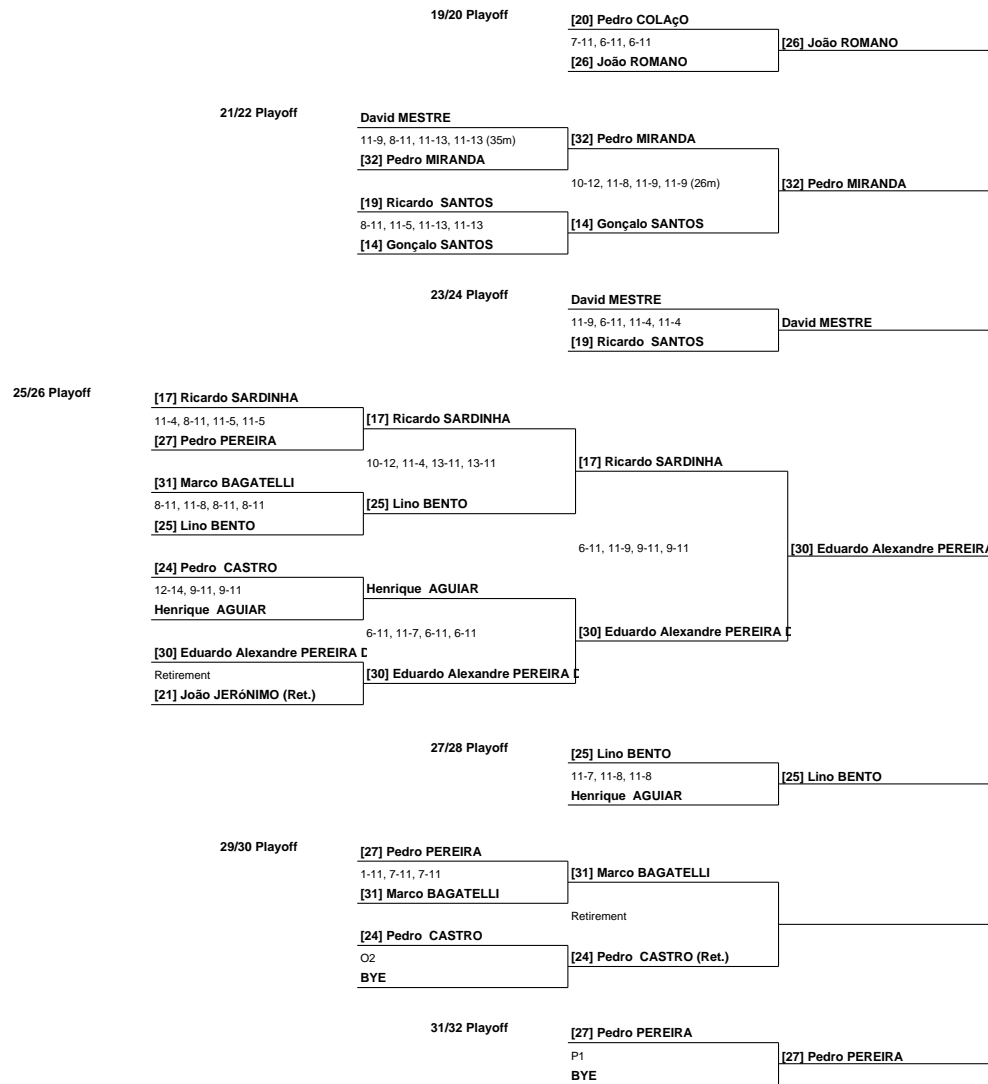 19/20 Playoff
[20] Pedro COLAçO
7-11, 6-11, 6-11
[26] João ROMANO
[26] João ROMANO
21/22 Playoff
David MESTRE
11-9, 8-11, 11-13, 11-13 (35m)
[32] Pedro MIRANDA
[32] Pedro MIRANDA
10-12, 11-8, 11-9, 11-9 (26m)
[32] Pedro MIRANDA
[19] Ricardo SANTOS
8-11, 11-5, 11-13, 11-13
[14] Gonçalo SANTOS
[14] Gonçalo SANTOS
23/24 Playoff
David MESTRE
11-9, 6-11, 11-4, 11-4
David MESTRE
[19] Ricardo SANTOS
25/26 Playoff
[17] Ricardo SARDINHA
11-4, 8-11, 11-5, 11-5
[17] Ricardo SARDINHA
[27] Pedro PEREIRA
10-12, 11-4, 13-11, 13-11
[17] Ricardo SARDINHA
[31] Marco BAGATELLI
8-11, 11-8, 8-11, 8-11
[25] Lino BENTO
[25] Lino BENTO
6-11, 11-9, 9-11, 9-11
[30] Eduardo Alexandre PEREIRA
[24] Pedro CASTRO
12-14, 9-11, 9-11
Henrique AGUIAR
Henrique AGUIAR
6-11, 11-7, 6-11, 6-11
[30] Eduardo Alexandre PEREIRA D
[30] Eduardo Alexandre PEREIRA D
Retirement
[30] Eduardo Alexandre PEREIRA D
[21] João JERóNIMO (Ret.)
27/28 Playoff
[25] Lino BENTO
11-7, 11-8, 11-8
[25] Lino BENTO
Henrique AGUIAR
29/30 Playoff
[27] Pedro PEREIRA
1-11, 7-11, 7-11
[31] Marco BAGATELLI
[31] Marco BAGATELLI
Retirement
[24] Pedro CASTRO
O2
[24] Pedro CASTRO (Ret.)
BYE
31/32 Playoff
[27] Pedro PEREIRA
P1
[27] Pedro PEREIRA
BYE